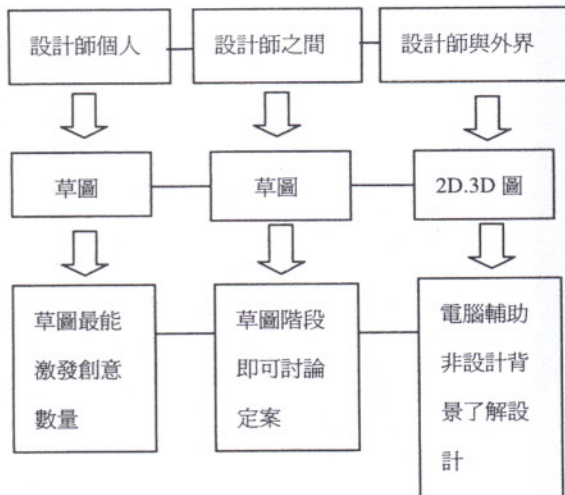 設計師個人
設計師之間
設計師與外界
草圖
草圖
2D.3D 圖
草圖最能
激發創意
數量
草圖階段
即可討論
定案
電腦輔助
非設計背
景了解設
計